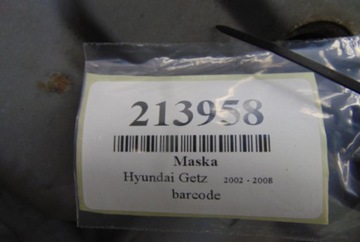 213958
Maska
Hyundai Getz 2002 - 2008
barcode